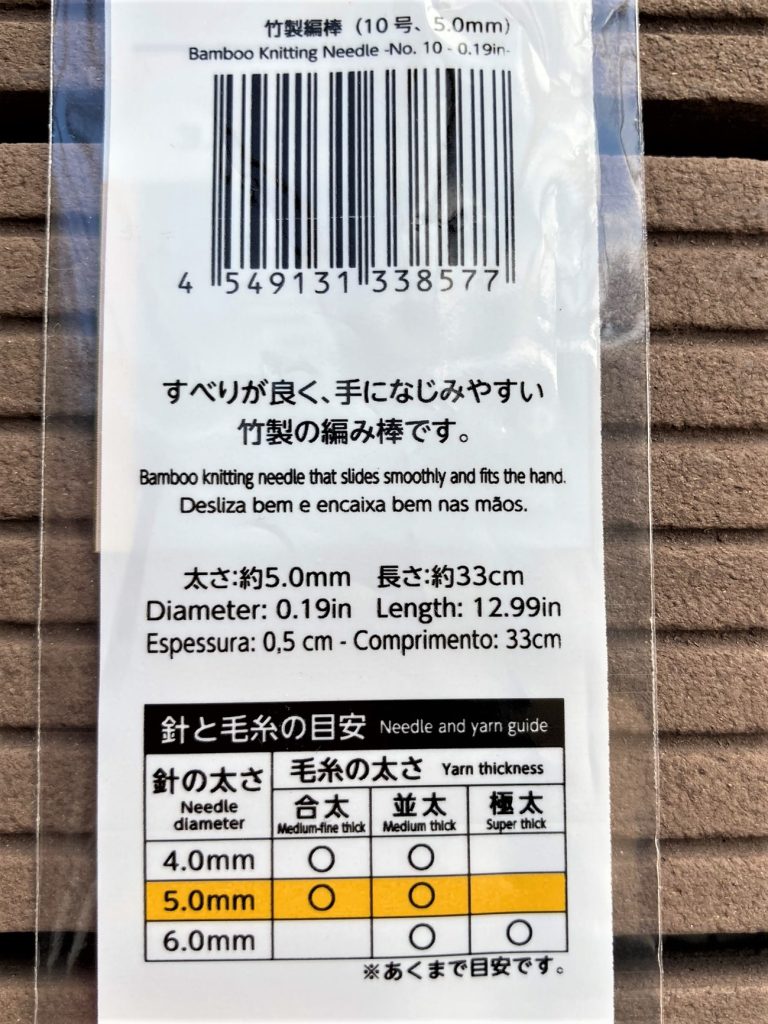 竹製編棒（10号、5.0mm）
Bamboo Knitting Needle -No. 10 - 0.19in-
4 549131 338577
すべりが良く、手になじみやすい
竹製の編み棒です。
Bamboo knitting needle that slides smoothly and fits the hand.
Desliza bem e encaixa bem nas mãos.
太さ:約5.0mm 長さ:約33cm
Diameter: 0.19in Length: 12.99in
Espessura: 0,5 cm - Comprimento: 33cm
針と毛糸の目安 Needle and yarn guide
針の太さ
Needle
diameter
毛糸の太さ Yarn thickness
合太 並太 極太
Medium-fine thick Medium thick Super thick
4.0mm ○ ○
5.0mm ○ ○
6.0mm ○ ○
※あくまで目安です。